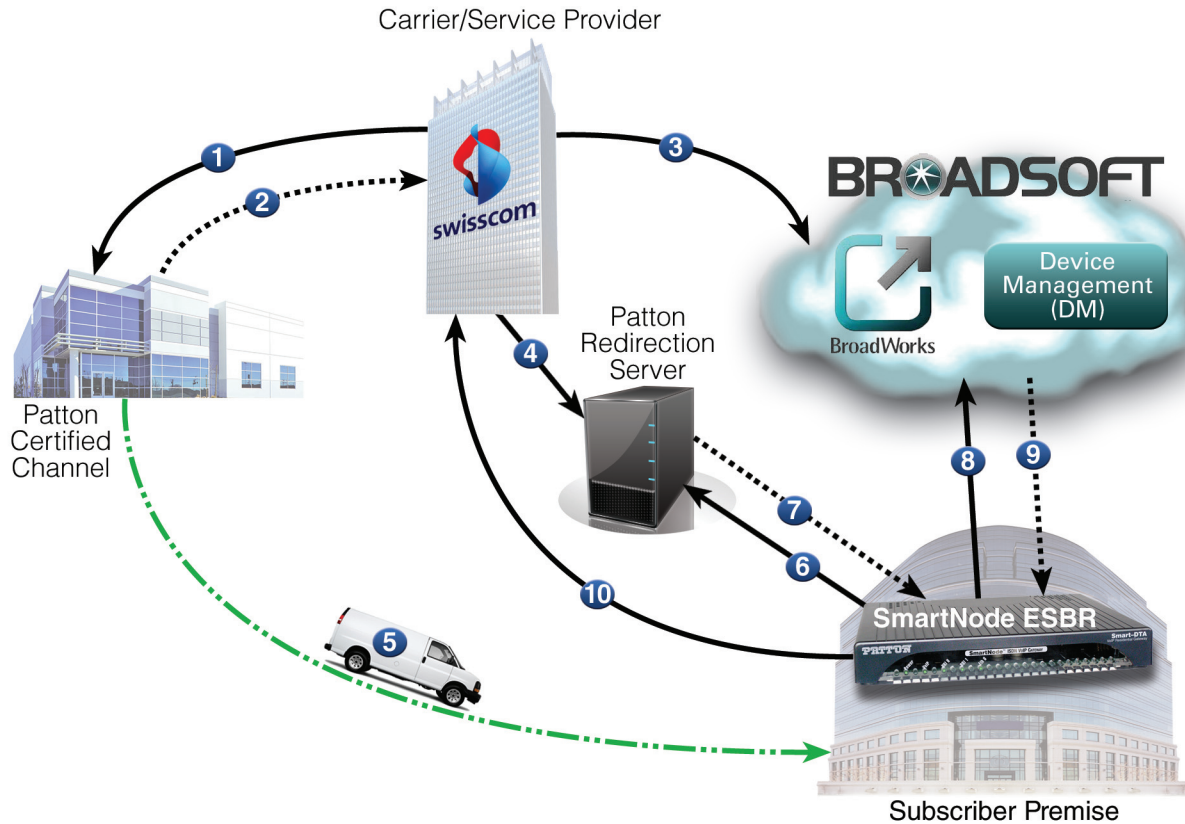 Carrier/Service Provider
1
2
3
swisscom
BROADSOFT
BroadWorks
Device
Management
(DM)
4
Patton
Redirection
Server
Patton
Certified
Channel
5
6
7
8
9
10
SmartNode ESBR
PATTON
Smart-DTA
Subscriber Premise